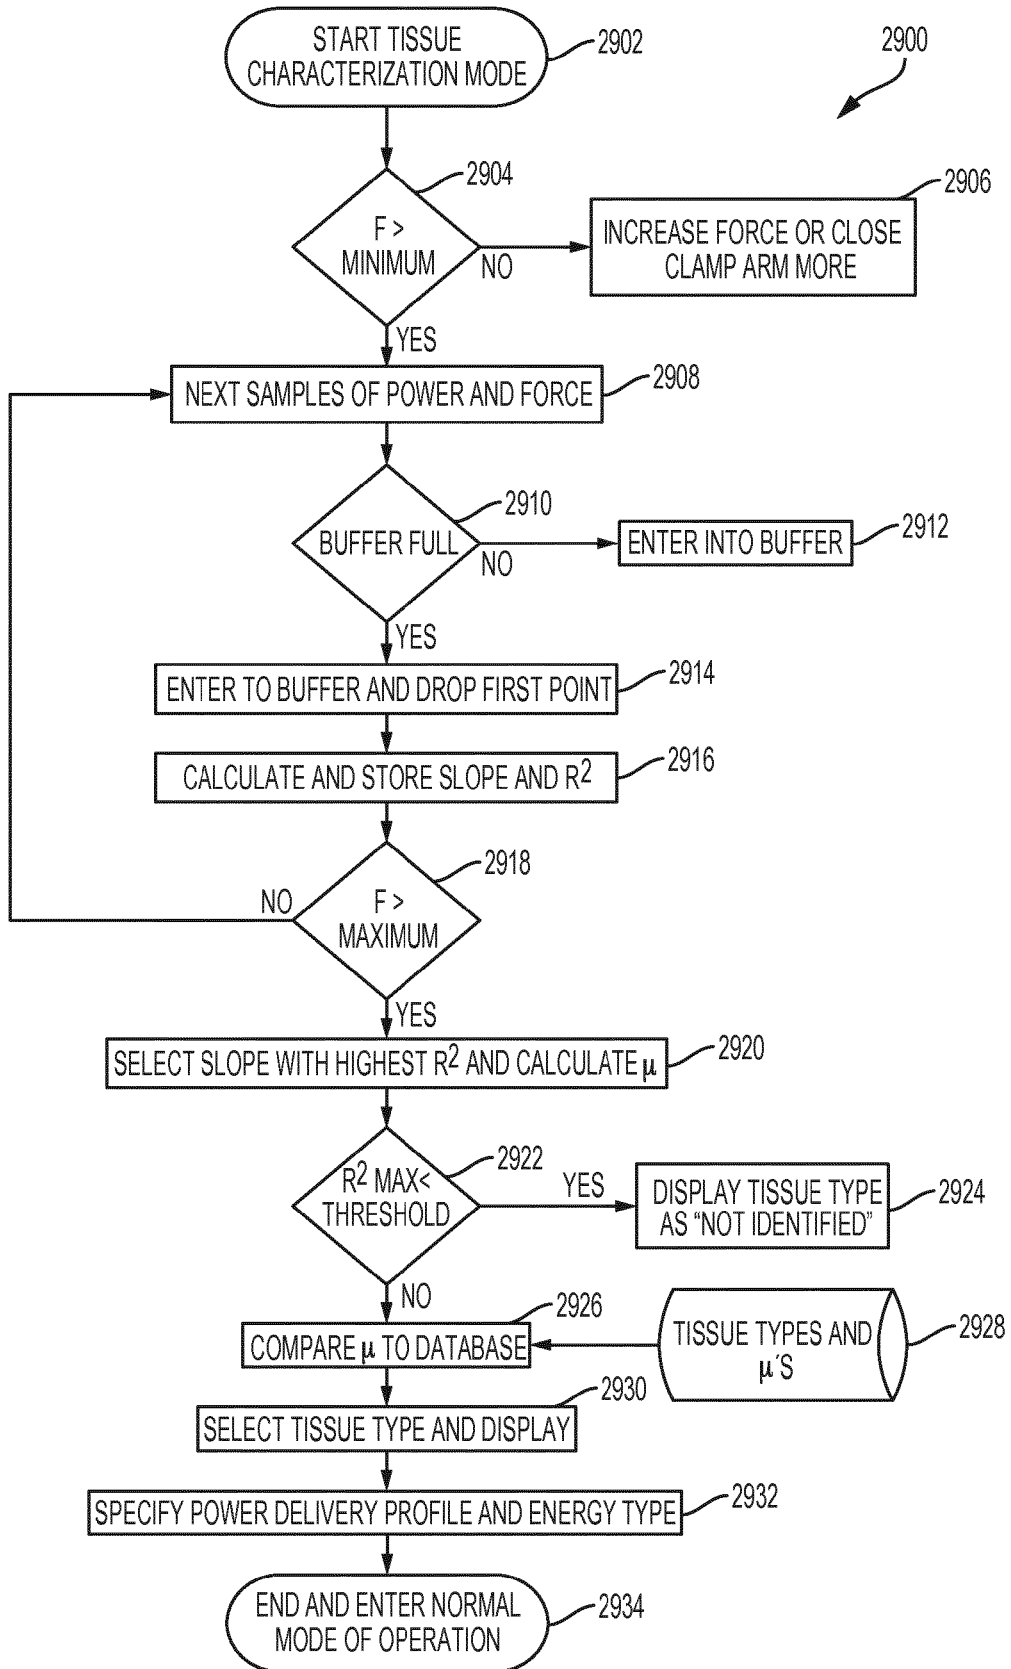 START TISSUE
CHARACTERIZATION MODE
2902
2900
2904
F >
MINIMUM
NO
2906
INCREASE FORCE OR CLOSE
CLAMP ARM MORE
YES
NEXT SAMPLES OF POWER AND FORCE
2908
2910
BUFFER FULL
NO
ENTER INTO BUFFER
2912
YES
ENTER TO BUFFER AND DROP FIRST POINT
2914
CALCULATE AND STORE SLOPE AND R²
2916
2918
NO
F >
MAXIMUM
YES
SELECT SLOPE WITH HIGHEST R² AND CALCULATE μ
2920
2922
R² MAX<
THRESHOLD
YES
DISPLAY TISSUE TYPE
AS “NOT IDENTIFIED”
2924
NO
2926
COMPARE μ TO DATABASE
TISSUE TYPES AND
μ´S
2928
2930
SELECT TISSUE TYPE AND DISPLAY
SPECIFY POWER DELIVERY PROFILE AND ENERGY TYPE
2932
END AND ENTER NORMAL
MODE OF OPERATION
2934